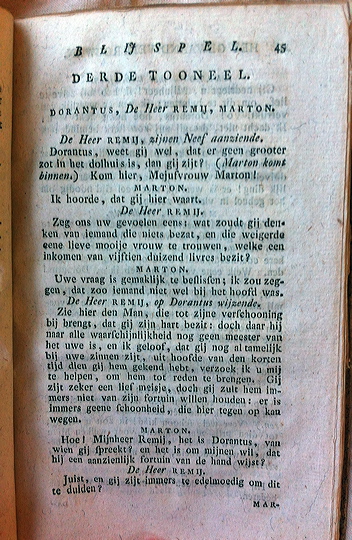 BLIJSPEL. 45
DERDE TOONEEL.
DORANTUS, De Heer REMIJ, MARTON.
De Heer REMIJ, zijnen Neef aanziende.
Dorantus, weet gij wel, dat er geen grooter
zot in het dolhuis is, dan gij zijt? (Marton komt
binnen.) Kom hier, Mejufvrouw Marton!
MARTON.
Ik hoorde, dat gij hier waart.
De Heer REMIJ.
Zeg ons uw gevoelen eens: wat zoudt gij den-
ken van iemand die niets bezat, en die weigerde
eene lieve mooije vrouw te trouwen, welke een
inkomen van vijftien duizend livres bezit?
MARTON.
Uwe vraag is gemaklijk te beslisten; ik zou zeg-
gen, dat zoo iemand niet wel bij het hoofd was.
De Heer REMIJ, op Dorantus wijzende.
Zie hier den Man, die tot zijne verschooning
bij brengt, dat gij zijn hart bezit: doch daar hij
naar alle waarschijnlijkheid nog geen meester van
het uwe is, en ik geloof, dat gij nog al tamelijk
bij uwe zinnen zijt, uit hoofde van den korten
tijd dien gij hem gekend hebt, verzoek ik u mij
te helpen, om hem tot reden te brengen. Gij
zijt zeker een lief meisje, doch gij zult hem im-
mers niet van zijn fortuin willen houden: er is
immers geene schoonheid, die hier tegen op kan
wegen.
MARTON.
Hoe! Mijnheer Remij, het is Dorantus, van
wien gij spreekt? en het is om mijnen wil, dat
hij een aanzienlijk fortuin van de hand wijst?
De Heer REMIJ.
Juist, en gij zijt immers te edelmoedig om dit
te dulden?
MAR-